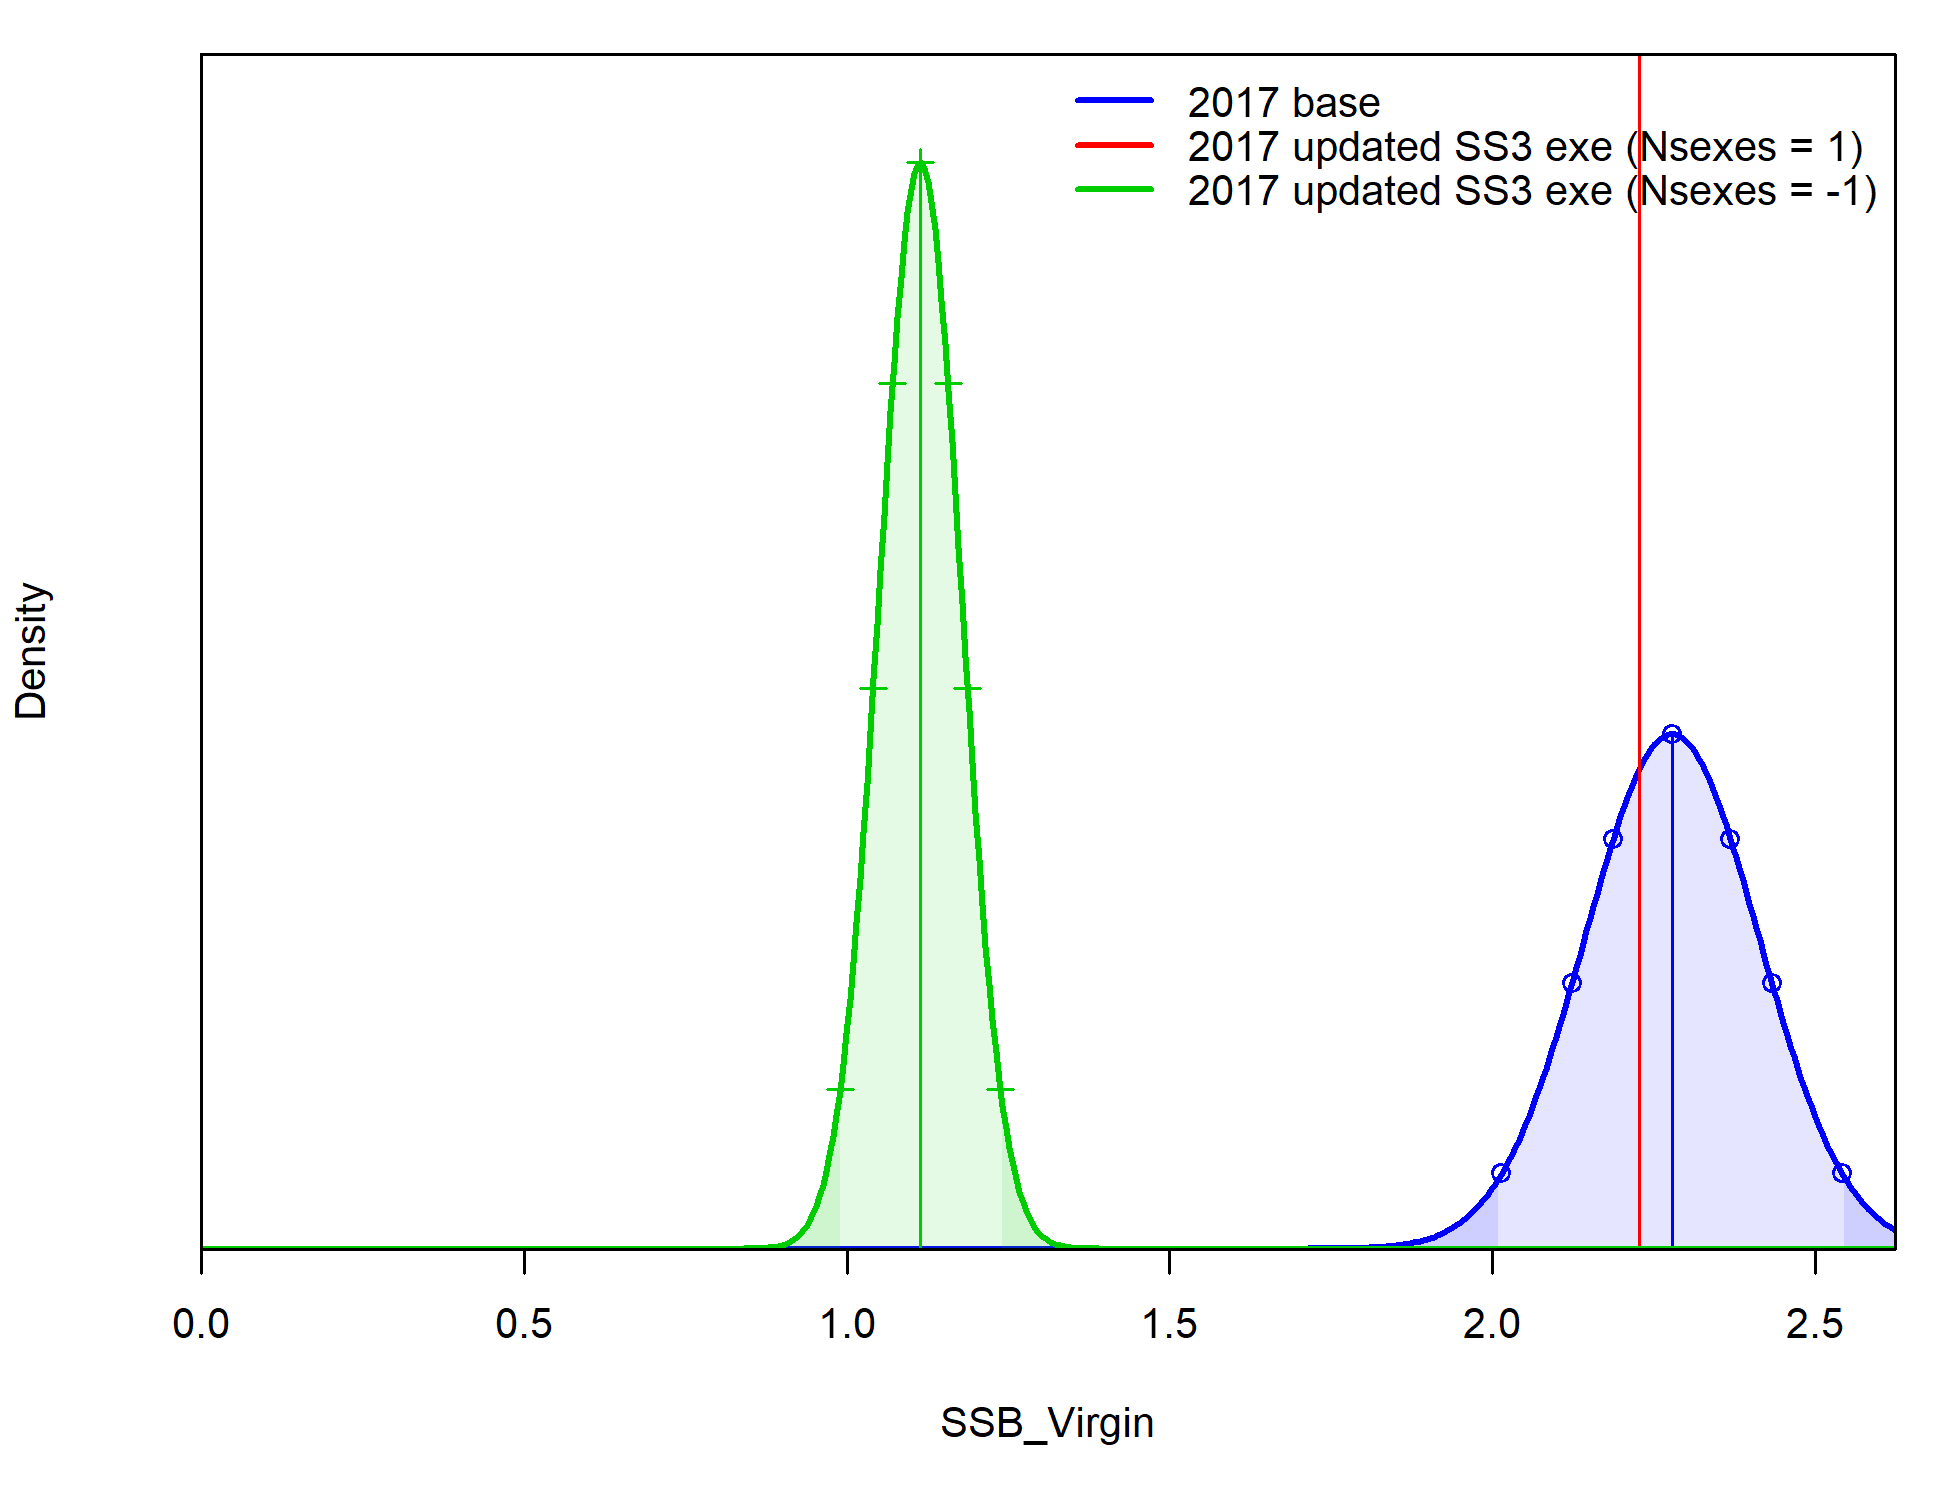 2017 base
2017 updated SS3 exe (Nsexes = 1)
2017 updated SS3 exe (Nsexes = -1)
Density
0.0 0.5 1.0 1.5 2.0 2.5
SSB_Virgin